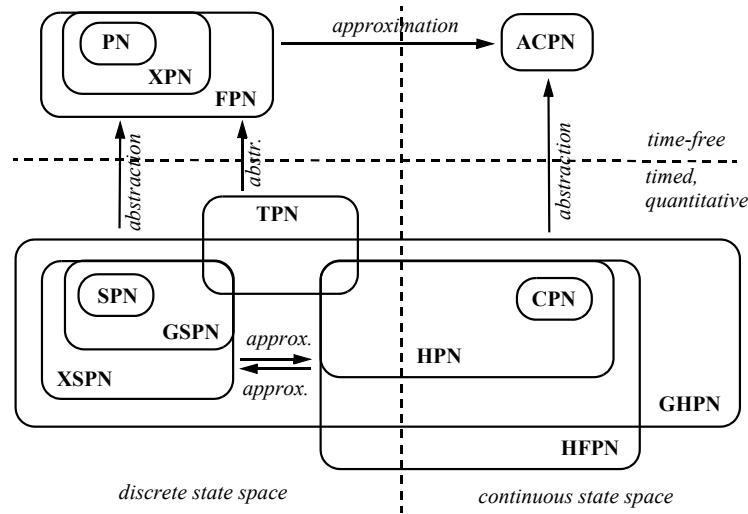 approximation
PN
ACPN
XPN
FPN
abstraction
abstr.
abstraction
time-free
timed,
quantitative
TPN
SPN
CPN
GSPN
approx.
HPN
XSPN
approx.
GHPN
HFPN
discrete state space
continuous state space